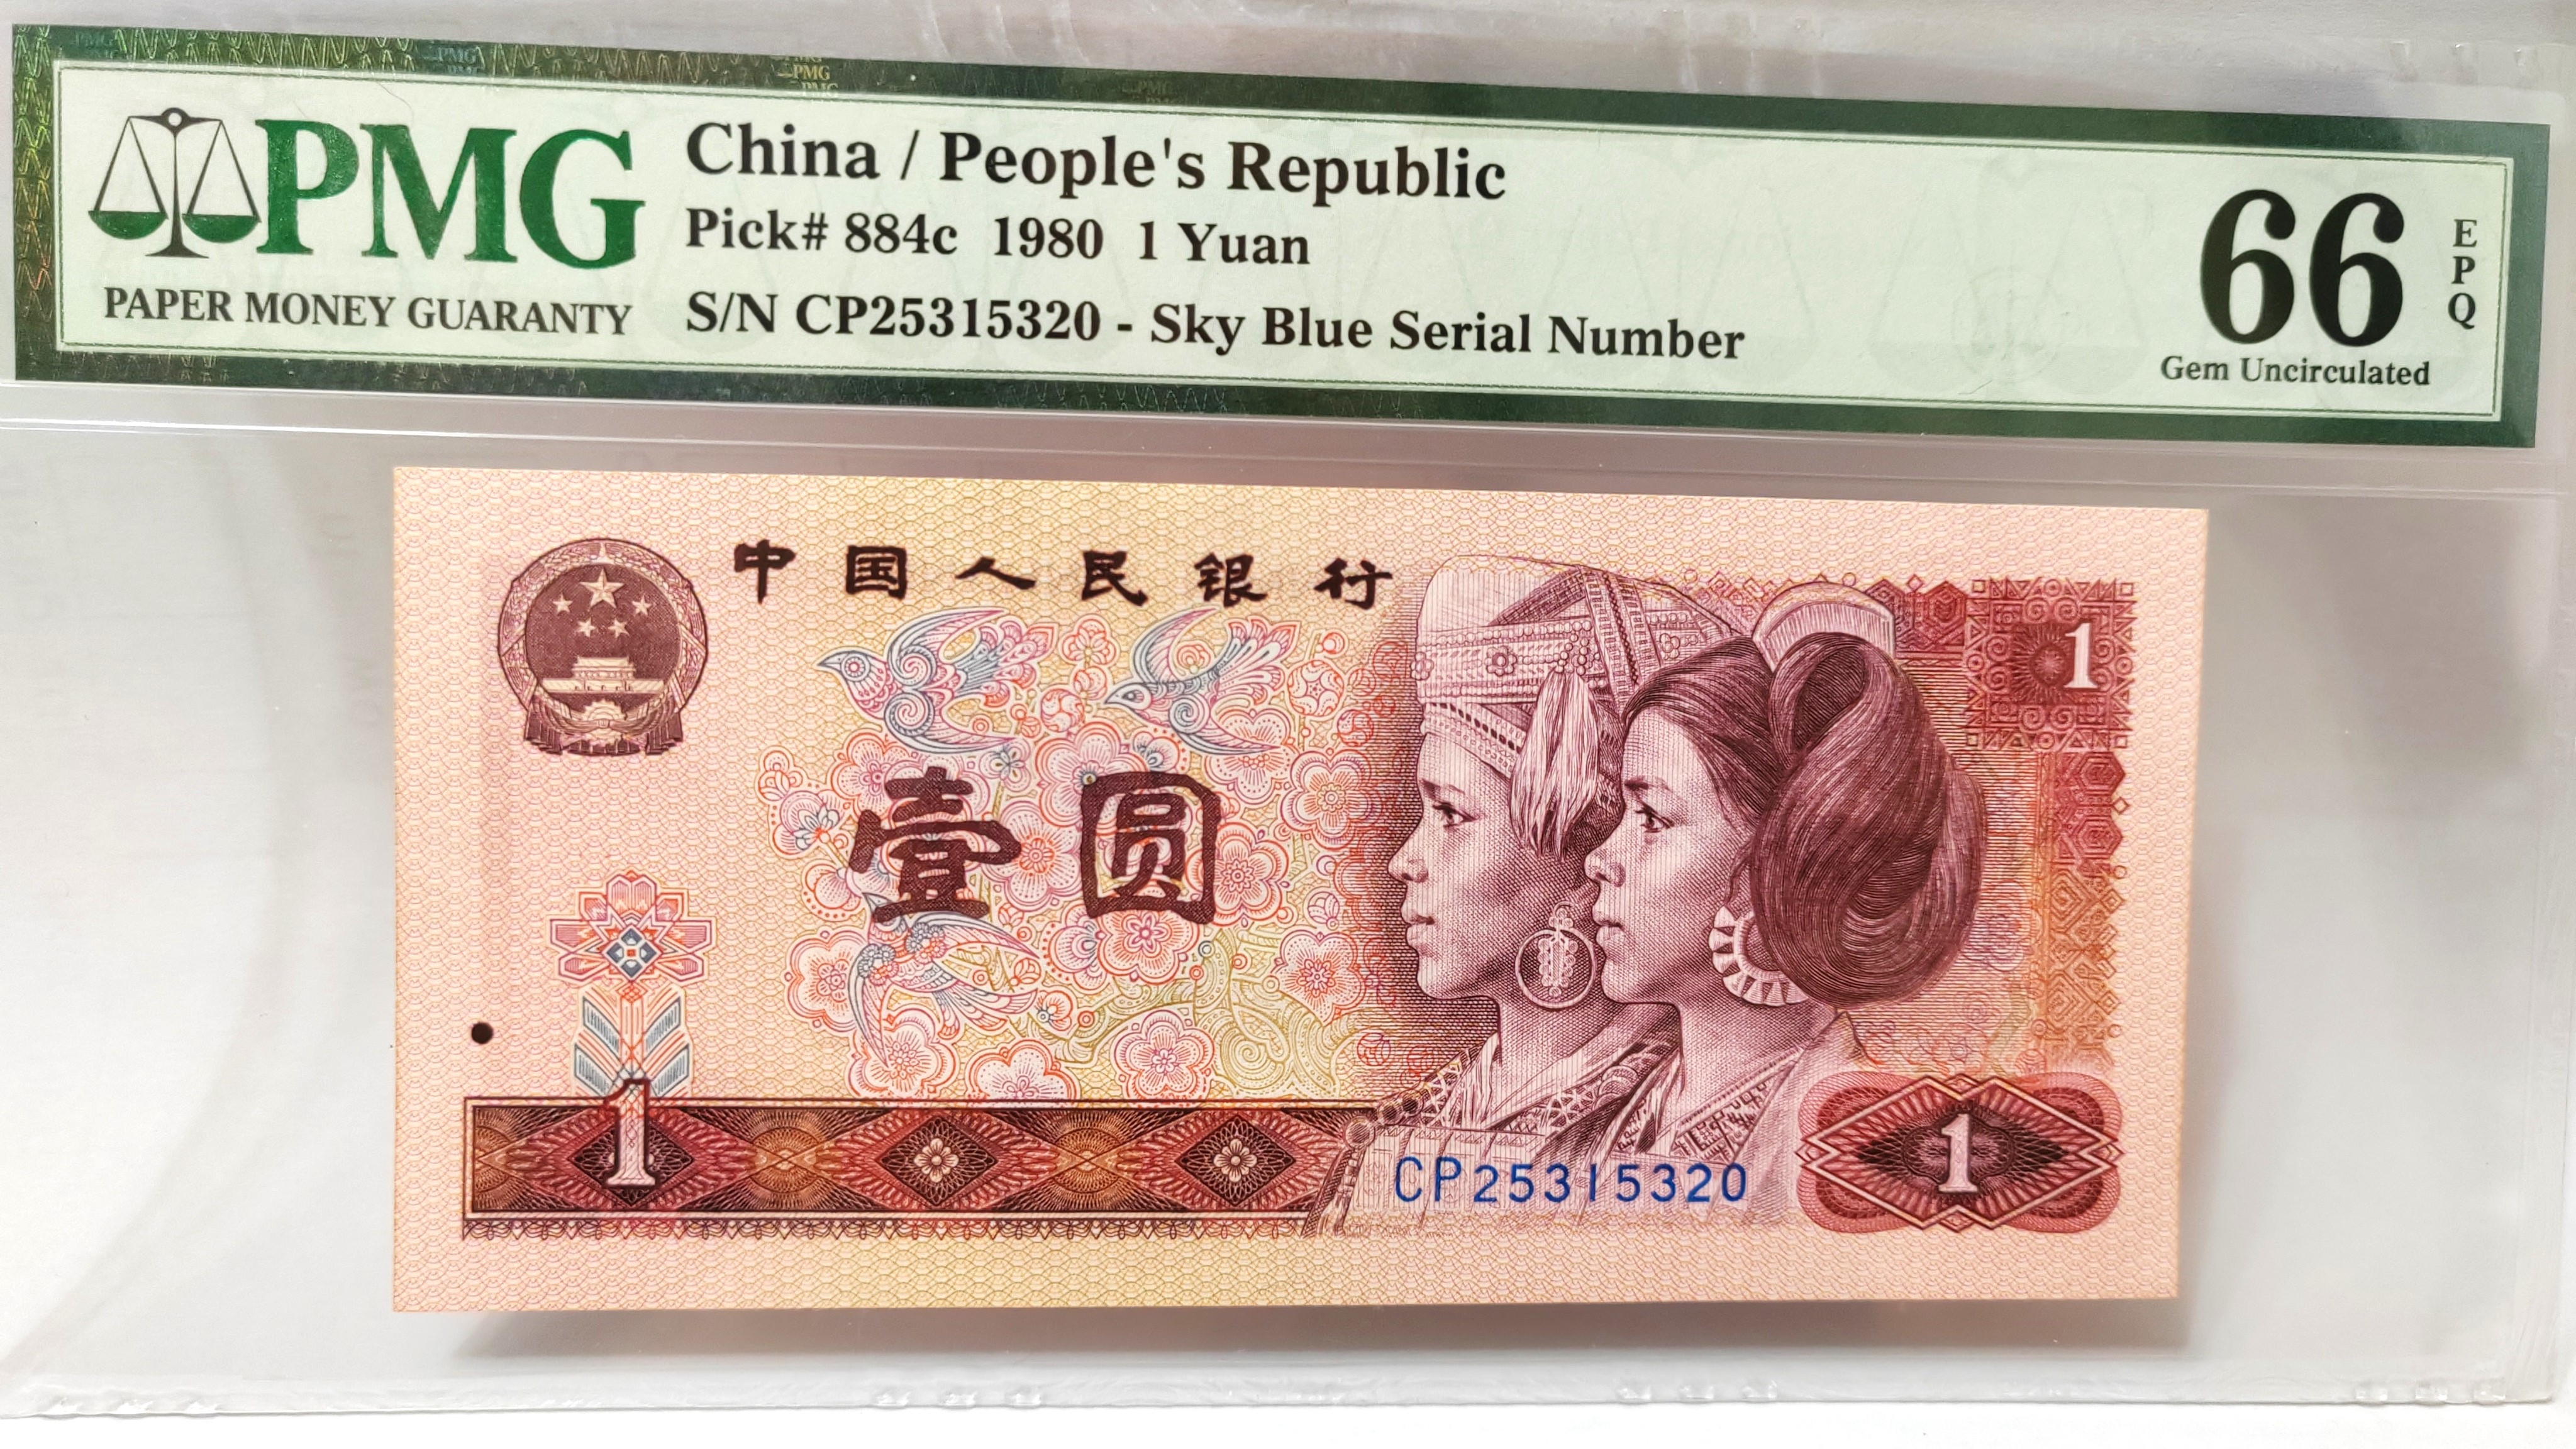 PMG
PAPER MONEY GUARANTY
China / People's Republic
Pick# 884c 1980 1 Yuan
S/N CP25315320 - Sky Blue Serial Number
66
EPQ
Gem Uncirculated
中国人民银行
1
壹圆
1
CP25315320
1